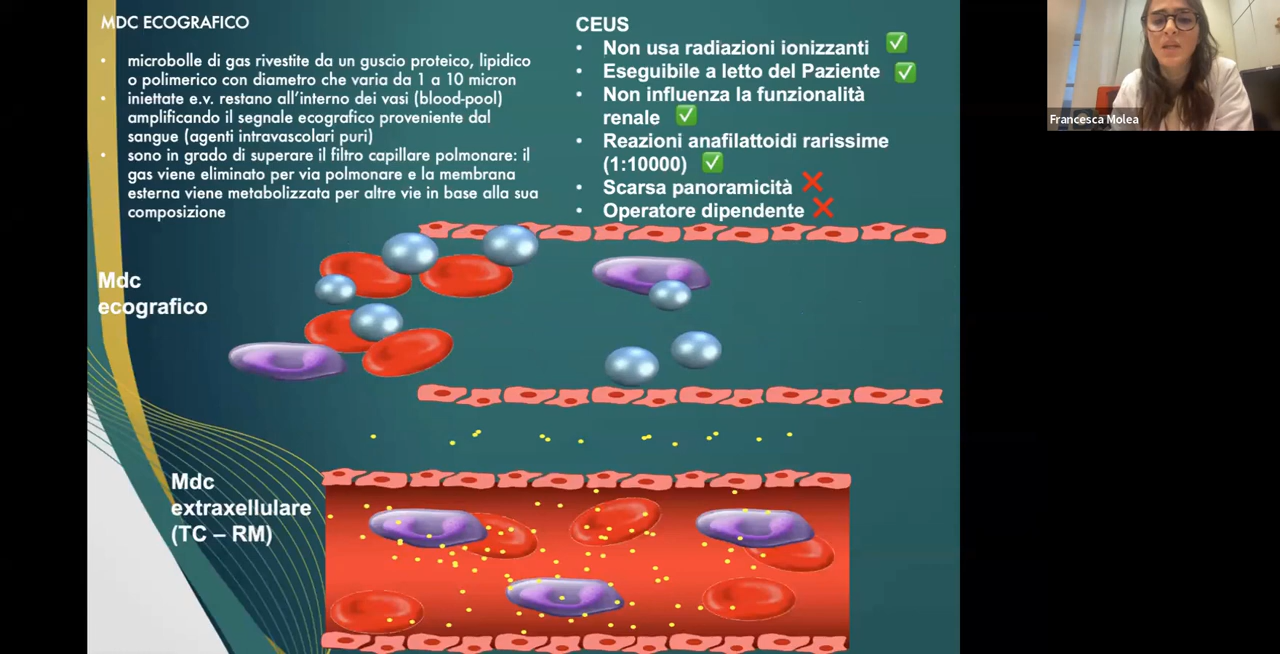 MDC ECOGRAFICO
• microbolle di gas rivestite da un guscio proteico, lipidico
o polimerico con diametro che varia da 1 a 10 micron
• iniettate e.v. restano all'interno dei vasi (blood-pool)
amplificando il segnale ecografico proveniente dal
sangue (agenti intravascolari puri)
• sono in grado di superare il filtro capillare polmonare: il
gas viene eliminato per via polmonare e la membrana
esterna viene metabolizzata per altre vie in base alla sua
composizione
CEUS
• Non usa radiazioni ionizzanti ✅
• Eseguibile a letto del Paziente ✅
• Non influenza la funzionalità
renale ✅
• Reazioni anafilattoidi rarissime
(1:10000) ✅
• Scarsa panoramicità ❌
• Operatore dipendente ❌
Francesca Molea
Mdc
ecografico
Mdc
extraxellulare
(TC – RM)